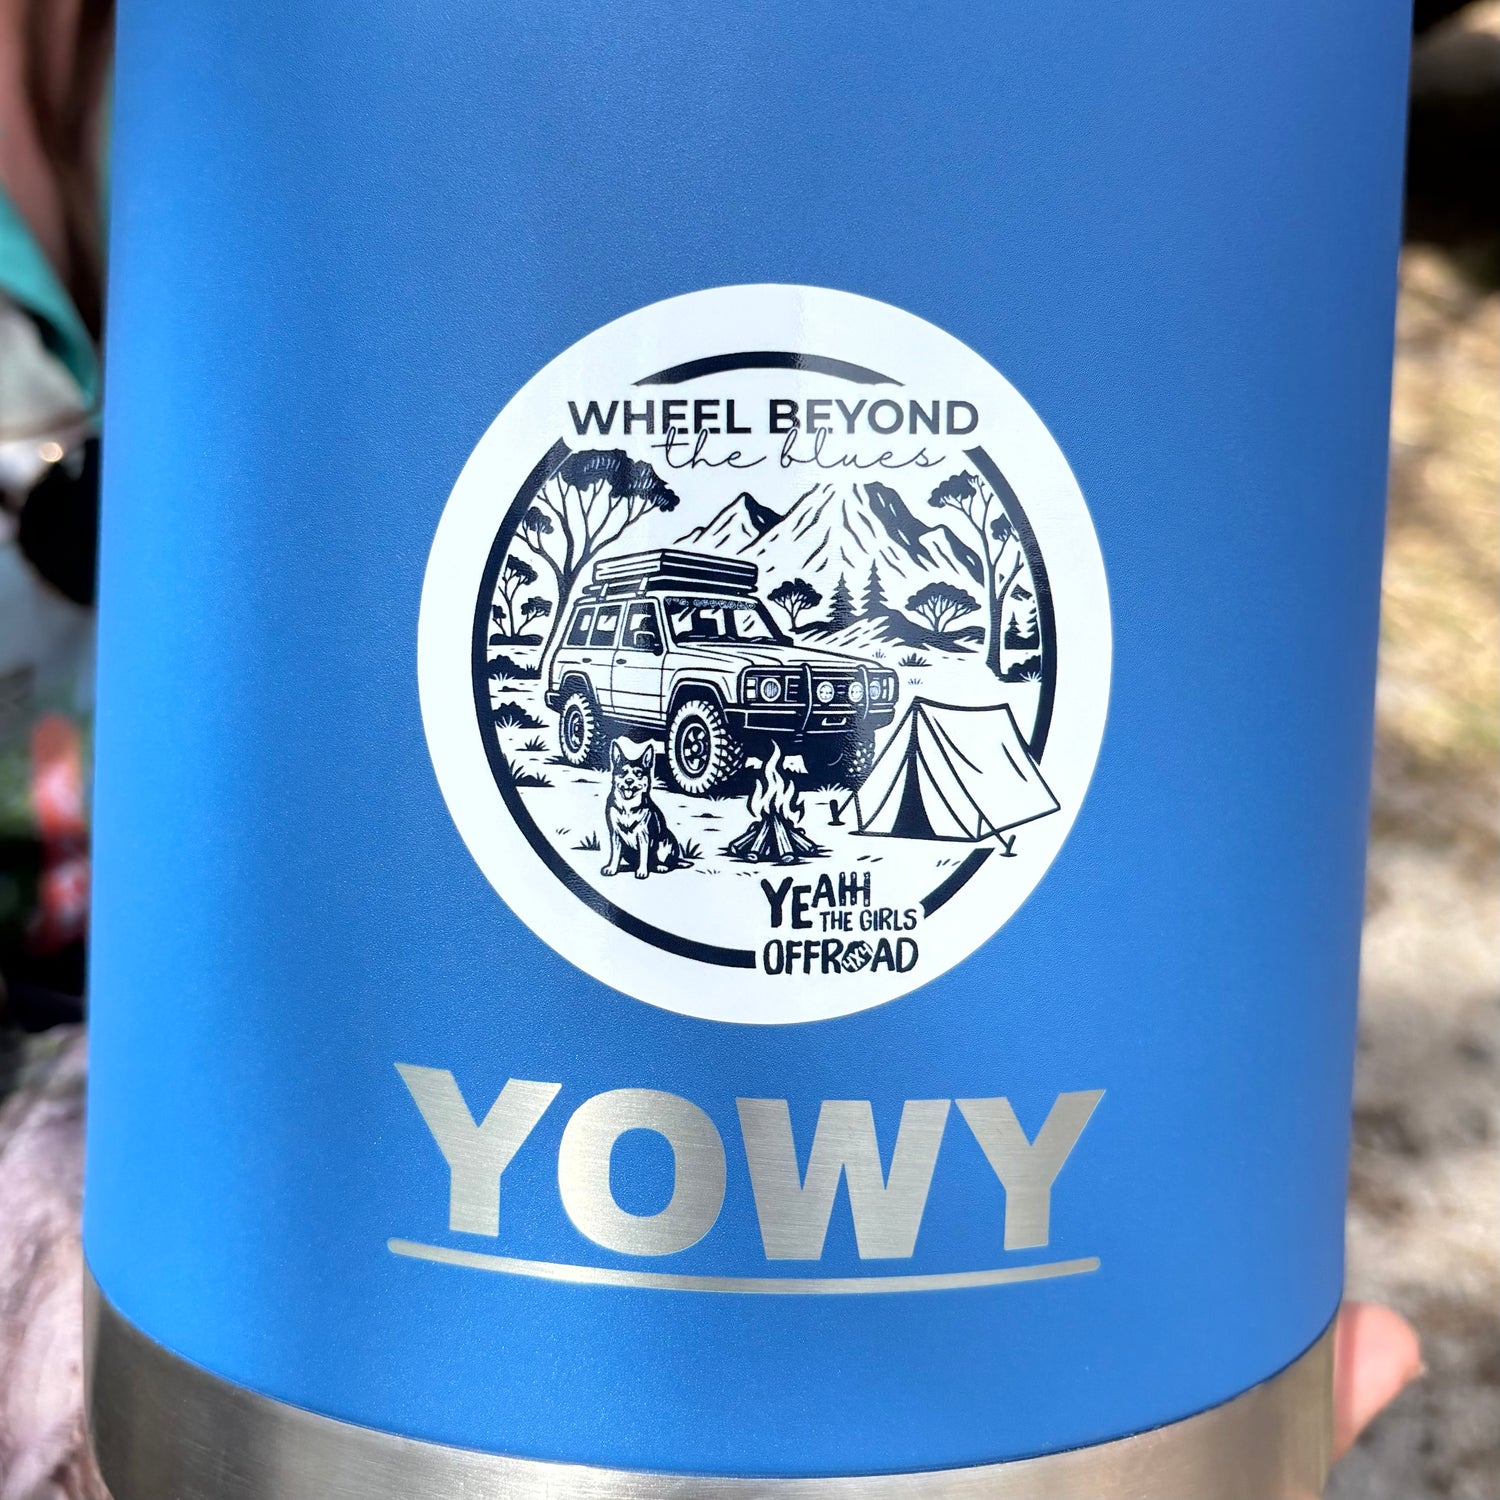 WHEEL BEYOND
the blues
YEAHH
THE GIRLS
OFFROAD
YOWY